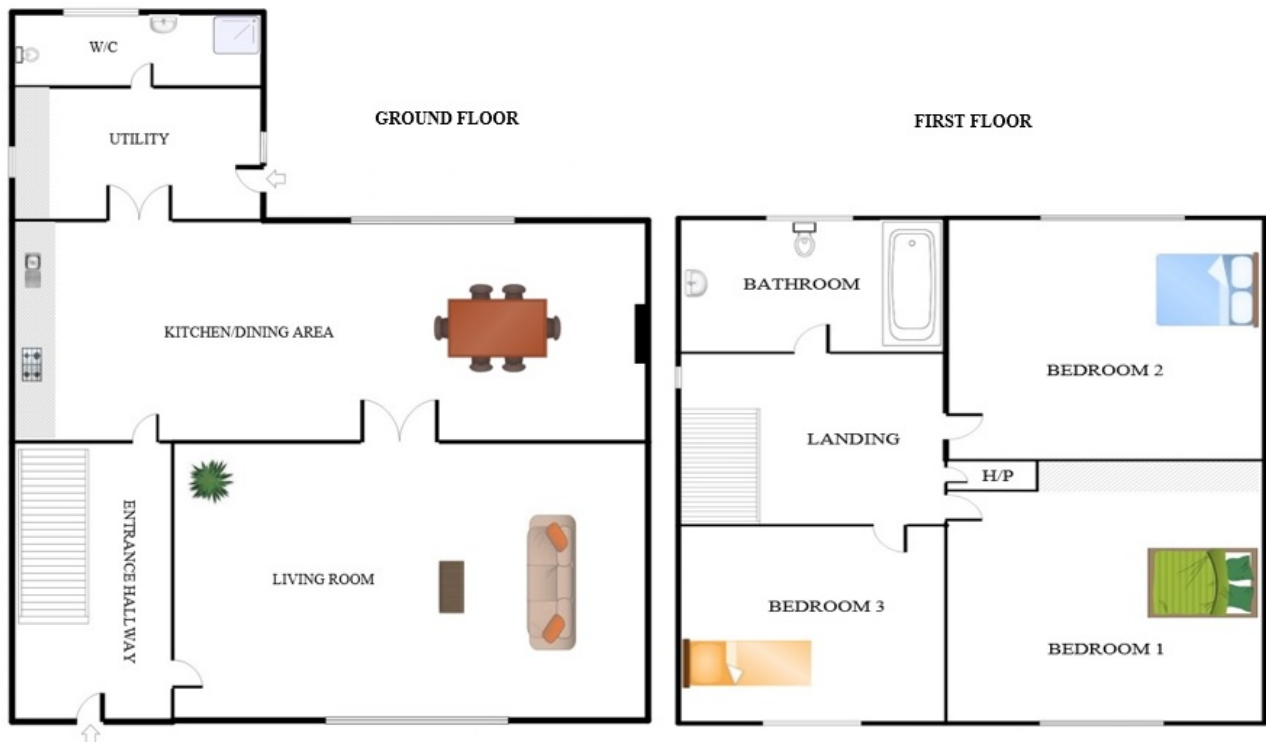 GROUND FLOOR
W/C
UTILITY
KITCHEN/DINING AREA
ENTRANCE HALLWAY
LIVING ROOM
FIRST FLOOR
BATHROOM
BEDROOM 2
LANDING
H/P
BEDROOM 3
BEDROOM 1